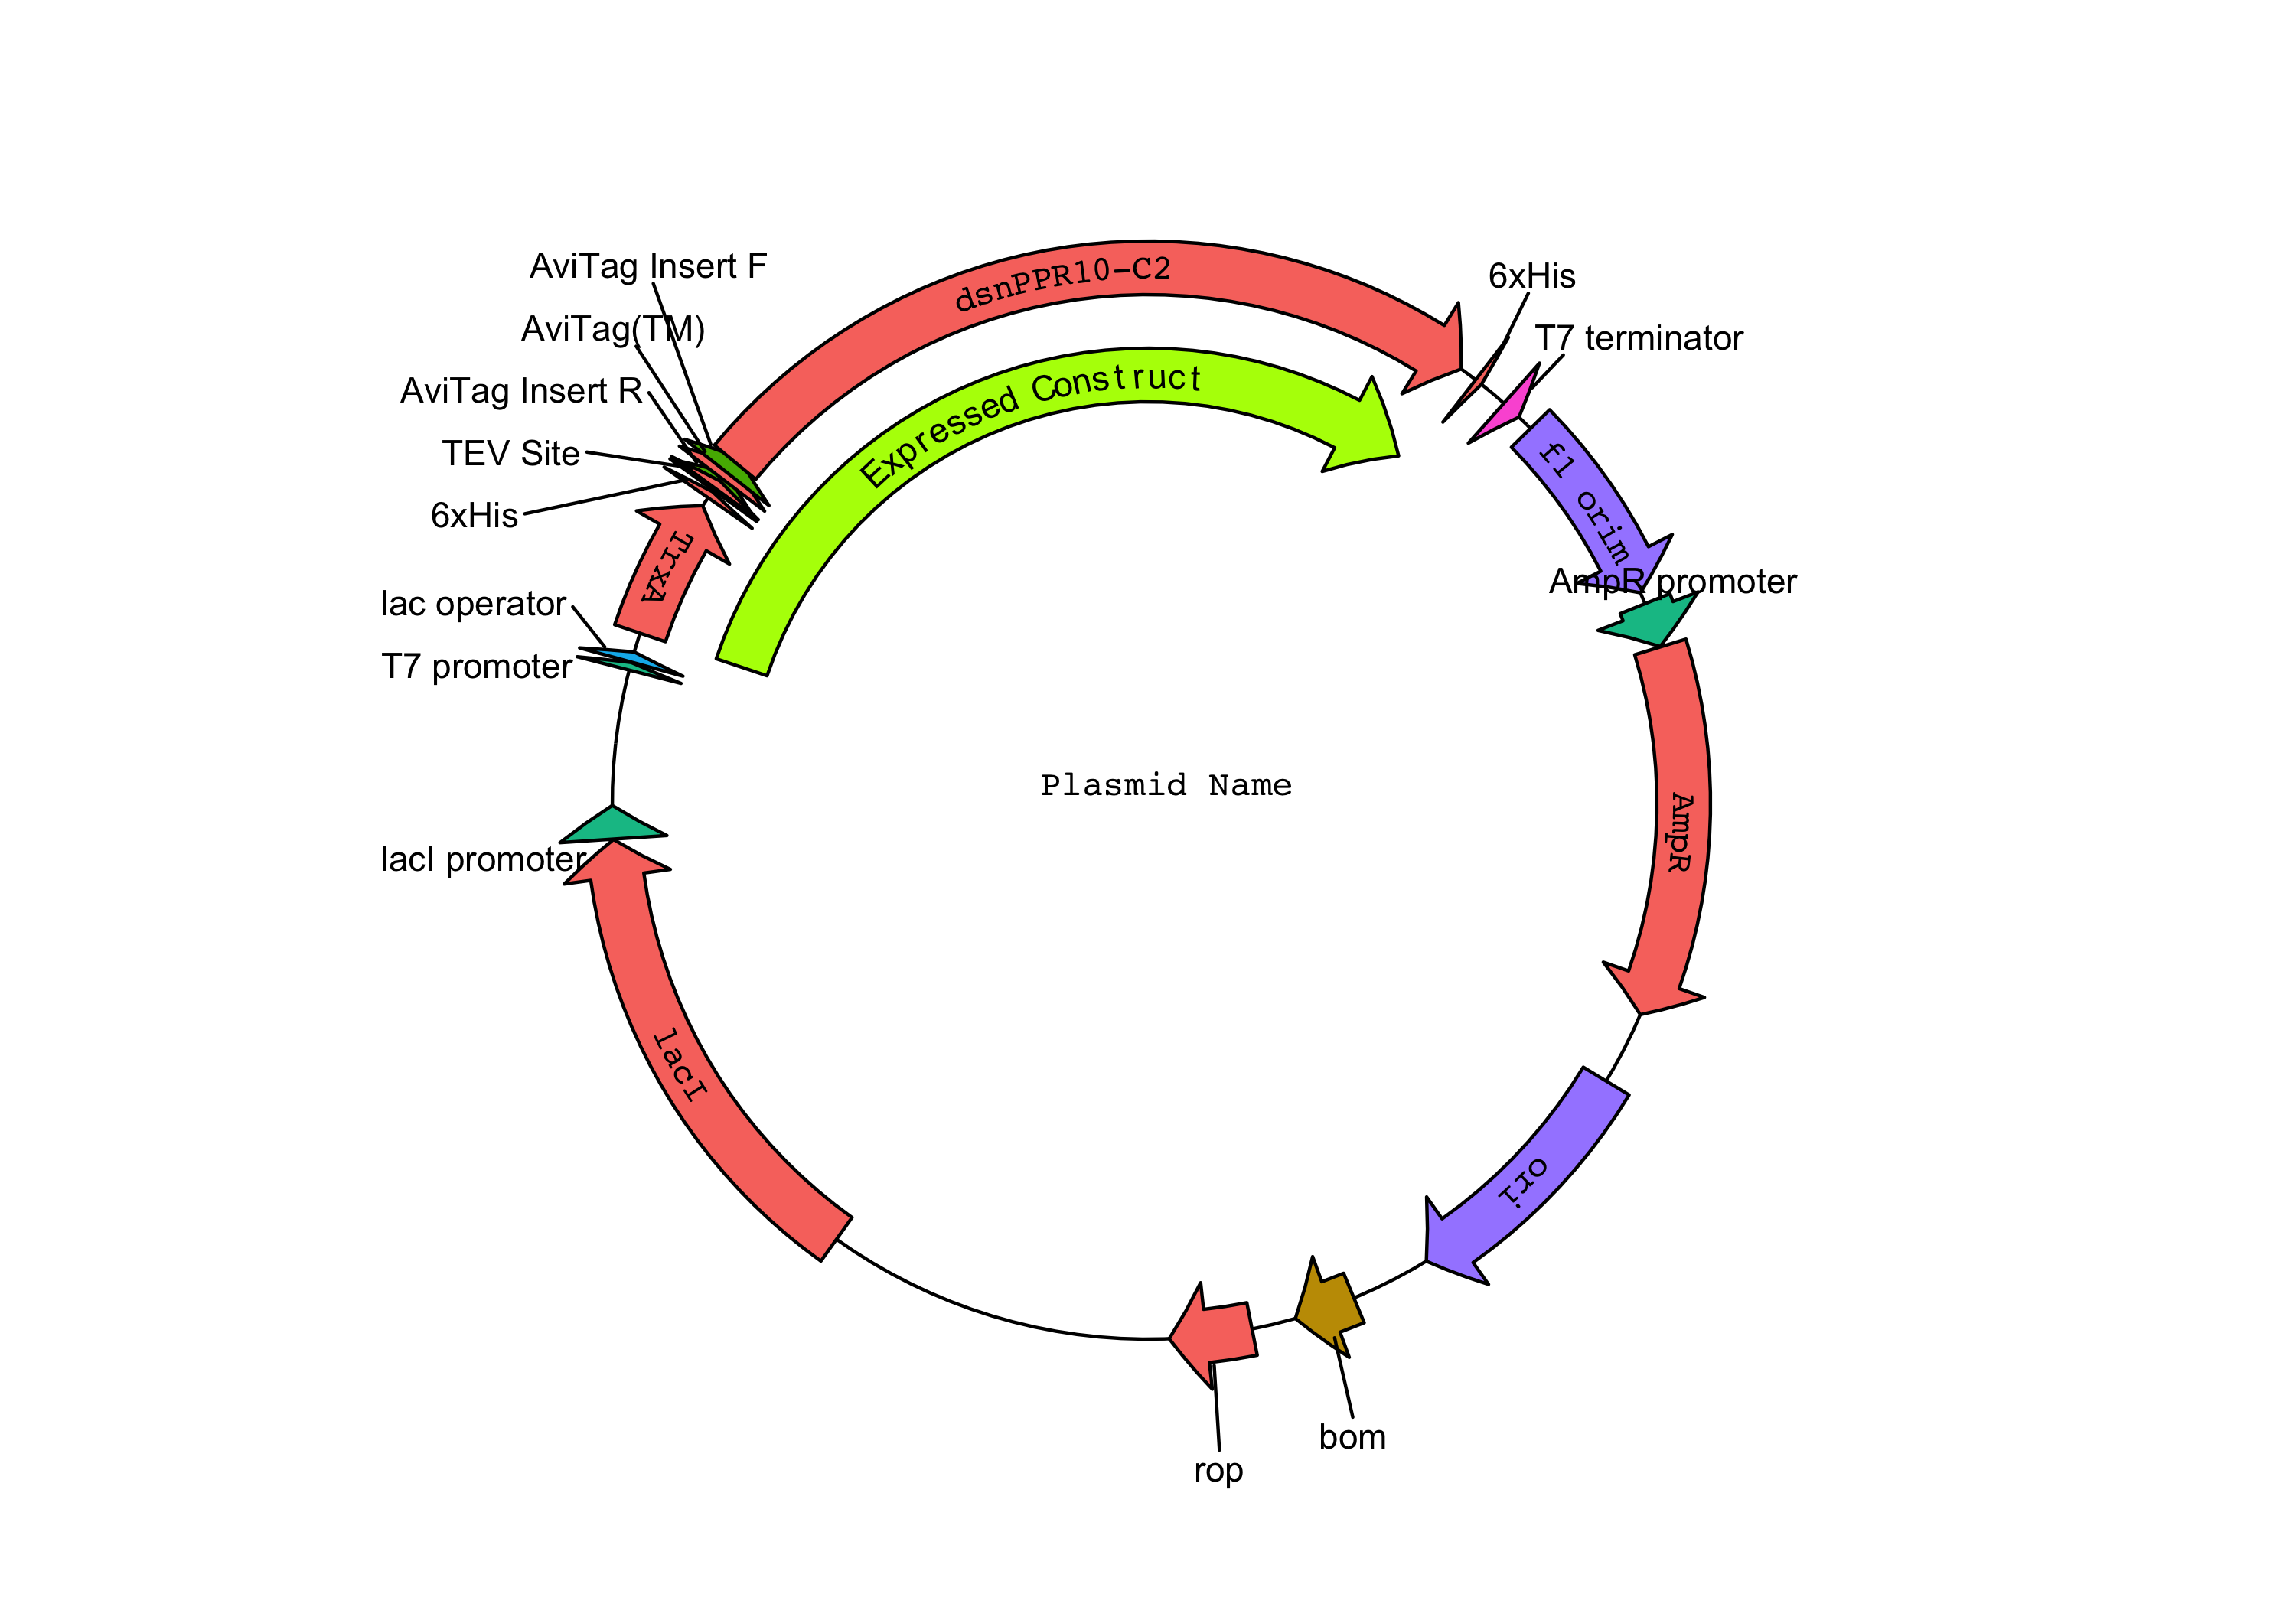 AviTag Insert F
AviTag(TM)
AviTag Insert R
TEV Site
6xHis
TrxA
lac operator
T7 promoter
lacI promoter
lacI
dsnPPR10-C2
Expressed Construct
6xHis
T7 terminator
f1 orim
AmpR promoter
AmpR
Plasmid Name
ori
bom
rop